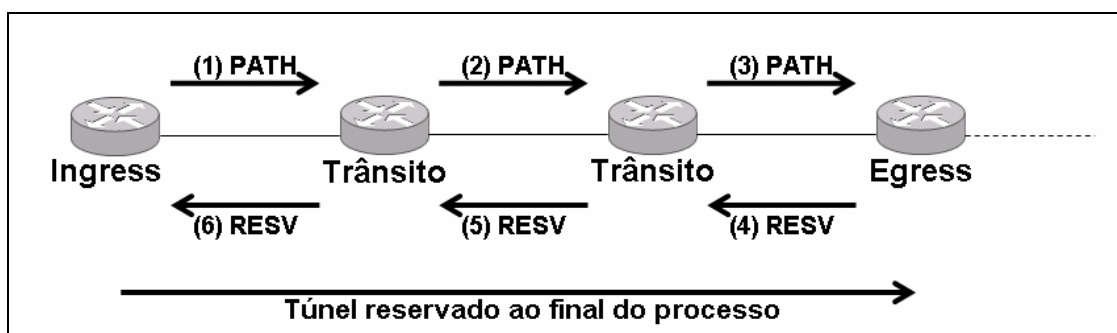 (1) PATH (2) PATH (3) PATH
Ingress Trânsito Trânsito Egress
(6) RESV (5) RESV (4) RESV
Túnel reservado ao final do processo